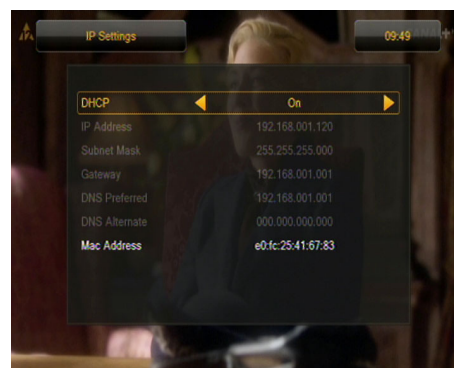 IP Settings
09:49
DHCP On
IP Address 192.168.001.120
Subnet Mask 255.255.255.000
Gateway 192.168.001.001
DNS Preferred 192.168.001.001
DNS Alternate 000.000.000.000
Mac Address e0:fc:25:41:67:83